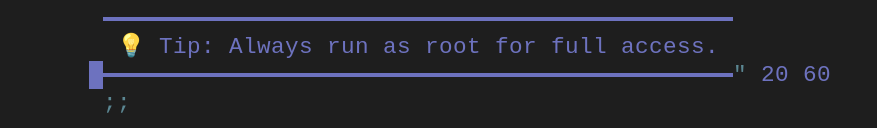 ━━━━━━━━━━━━━━━━━━━━━━━━━━━━━━━━━━━━━━━━━━━━━
💡 Tip: Always run as root for full access.
━━━━━━━━━━━━━━━━━━━━━━━━━━━━━━━━━━━━━━━━━━━━━" 20 60
;;